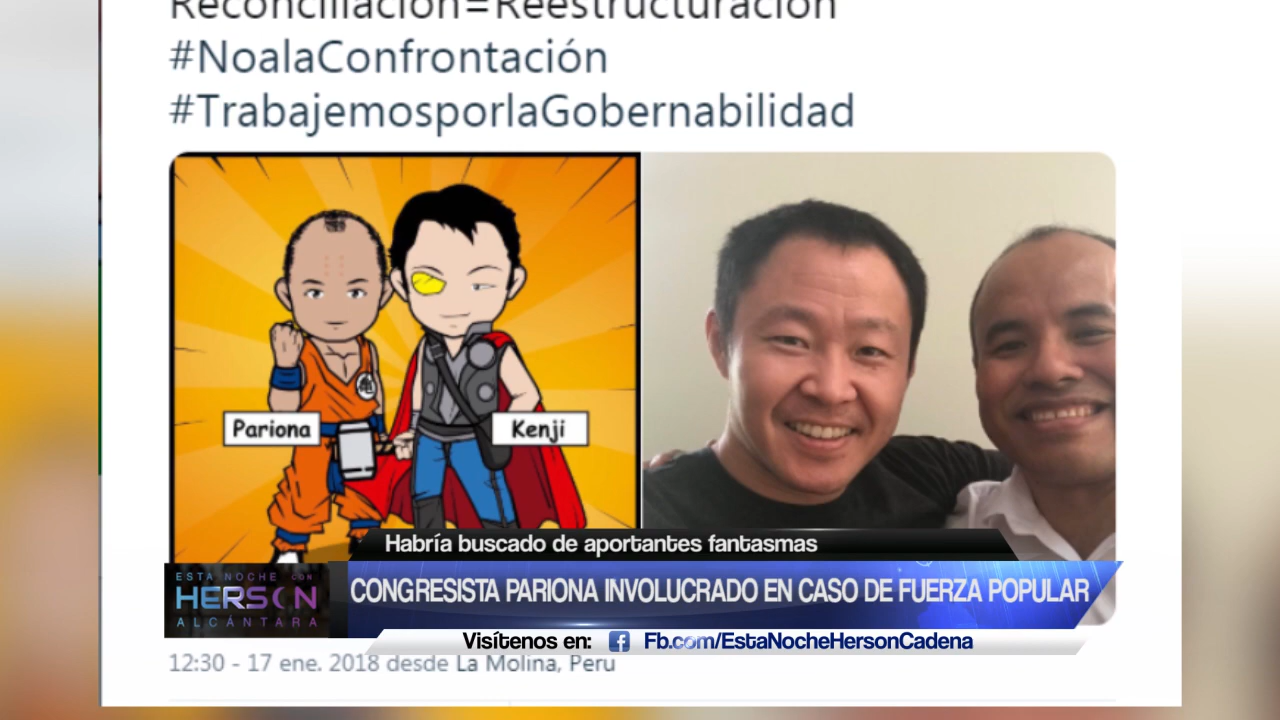 Reconciliación=Reestructuración
#NoalaConfrontación
#TrabajemosporlaGobernabilidad
Pariona
Kenji
Habría buscado de aportantes fantasmas
ESTA NOCHE CON
HERSON
ALCÁNTARA
CONGRESISTA PARIONA INVOLUCRADO EN CASO DE FUERZA POPULAR
Visítenos en: Fb.com/EstaNocheHersonCadena
12:30 - 17 ene. 2018 desde La Molina, Peru